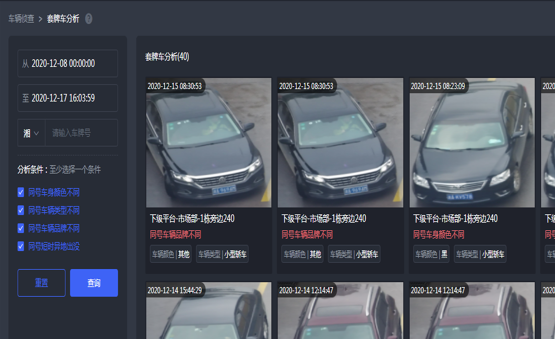 车辆侦查 > 套牌车分析 ?
从 2020-12-08 00:00:00
至 2020-12-17 16:03:59
湘 请输入车牌号
分析条件：至少选择一个条件
同号车身颜色不同
同号车辆类型不同
同号车辆品牌不同
同号短时异地出没
重置 查询
套牌车分析(40)
2020-12-15 08:30:53
下级平台-市场部-1栋旁边240
同号车辆品牌不同
车辆颜色 | 其他 车辆类型 | 小型轿车
2020-12-15 08:30:53
下级平台-市场部-1栋旁边240
同号车辆品牌不同
车辆颜色 | 其他 车辆类型 | 小型轿车
2020-12-15 08:23:09
下级平台-市场部-1栋旁边240
同号车身颜色不同
车辆颜色 | 黑 车辆类型 | 小型轿车
2020
下级
同号
车辆
2020-12-14 15:44:29
2020-12-14 12:14:47
2020-12-14 12:14:47
2020